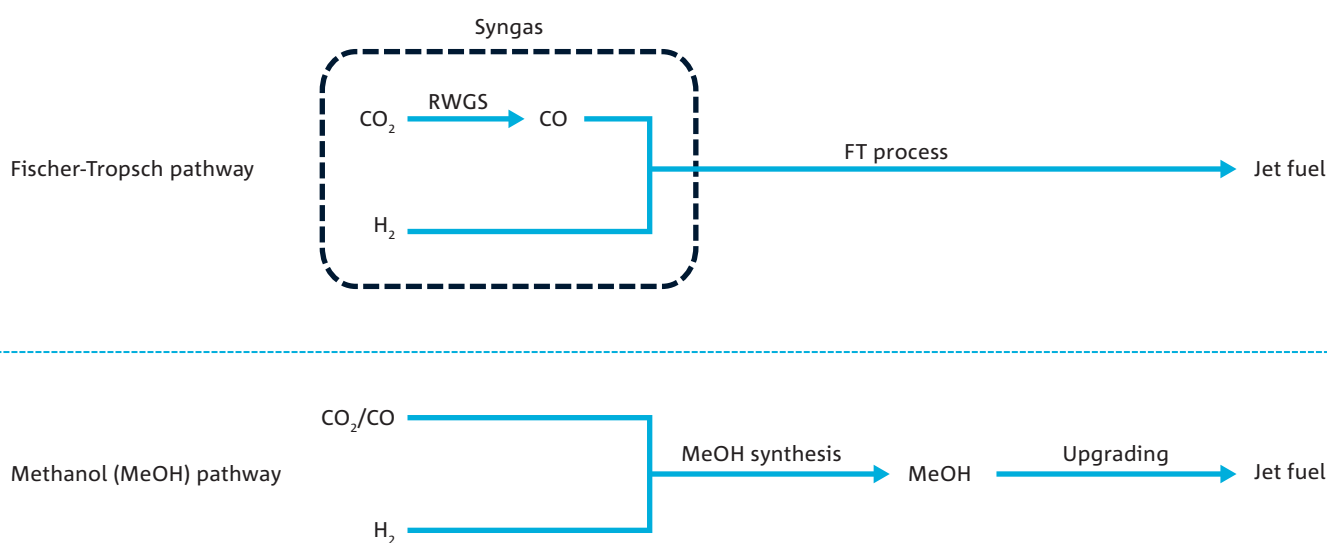 Syngas
CO₂
RWGS
CO
Fischer-Tropsch pathway
FT process
Jet fuel
H₂
CO₂/CO
Methanol (MeOH) pathway
MeOH synthesis
MeOH
Upgrading
Jet fuel
H₂